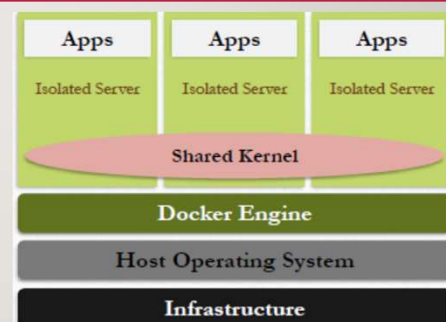 Apps Apps Apps
Isolated Server Isolated Server Isolated Server
Shared Kernel
Docker Engine
Host Operating System
Infrastructure